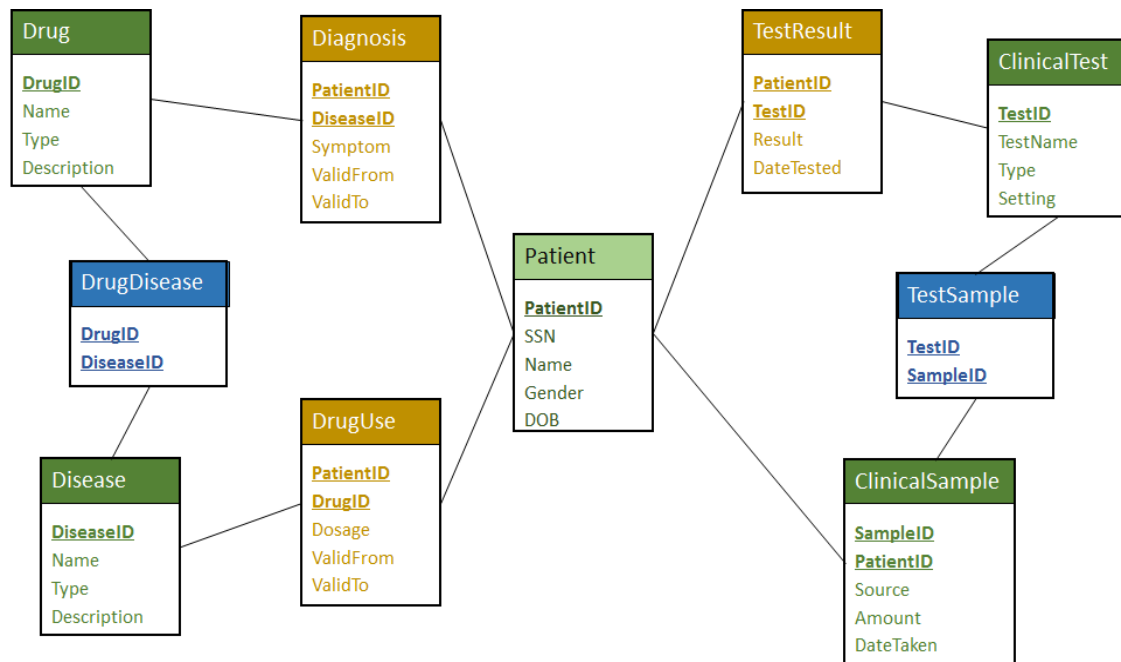 Drug
DrugID
Name
Type
Description
Diagnosis
PatientID
DiseaseID
Symptom
ValidFrom
ValidTo
TestResult
PatientID
TestID
Result
DateTested
ClinicalTest
TestID
TestName
Type
Setting
DrugDisease
DrugID
DiseaseID
Patient
PatientID
SSN
Name
Gender
DOB
TestSample
TestID
SampleID
Disease
DiseaseID
Name
Type
Description
DrugUse
PatientID
DrugID
Dosage
ValidFrom
ValidTo
ClinicalSample
SampleID
PatientID
Source
Amount
DateTaken